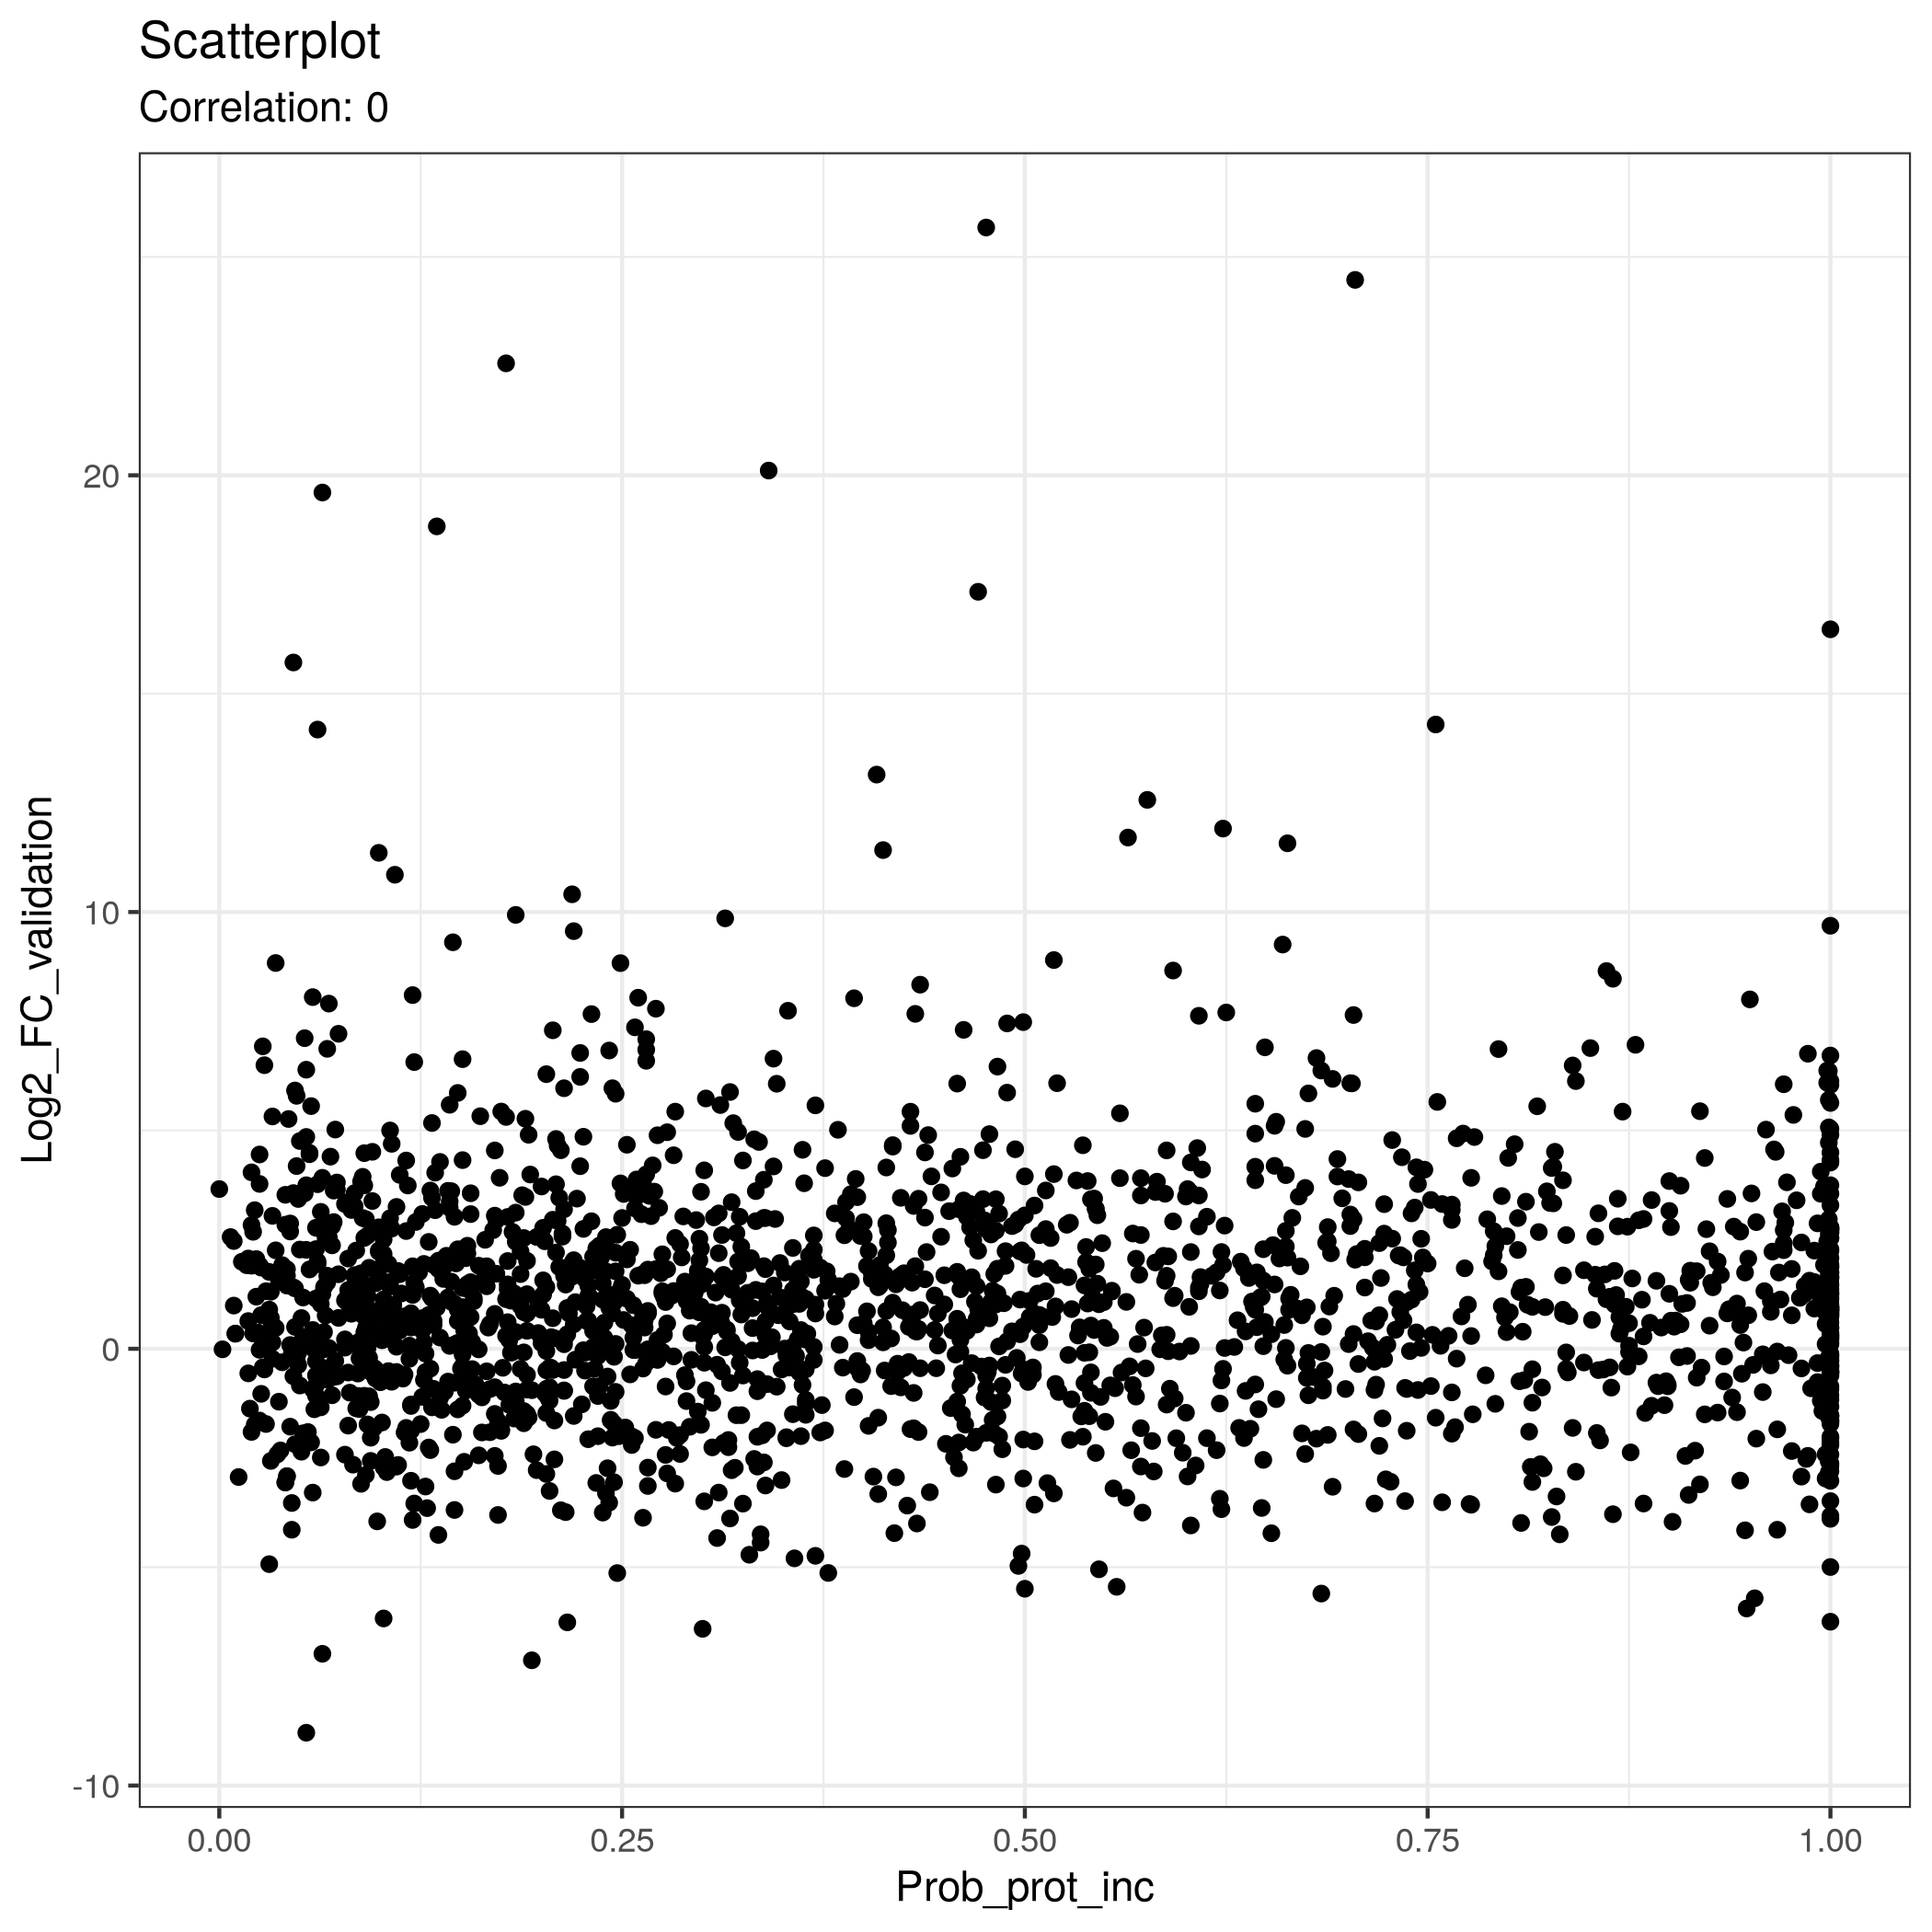 Scatterplot
Correlation: 0
Log2_FC_validation
20
10
0
-10
0.00 0.25 0.50 0.75 1.00
Prob_prot_inc